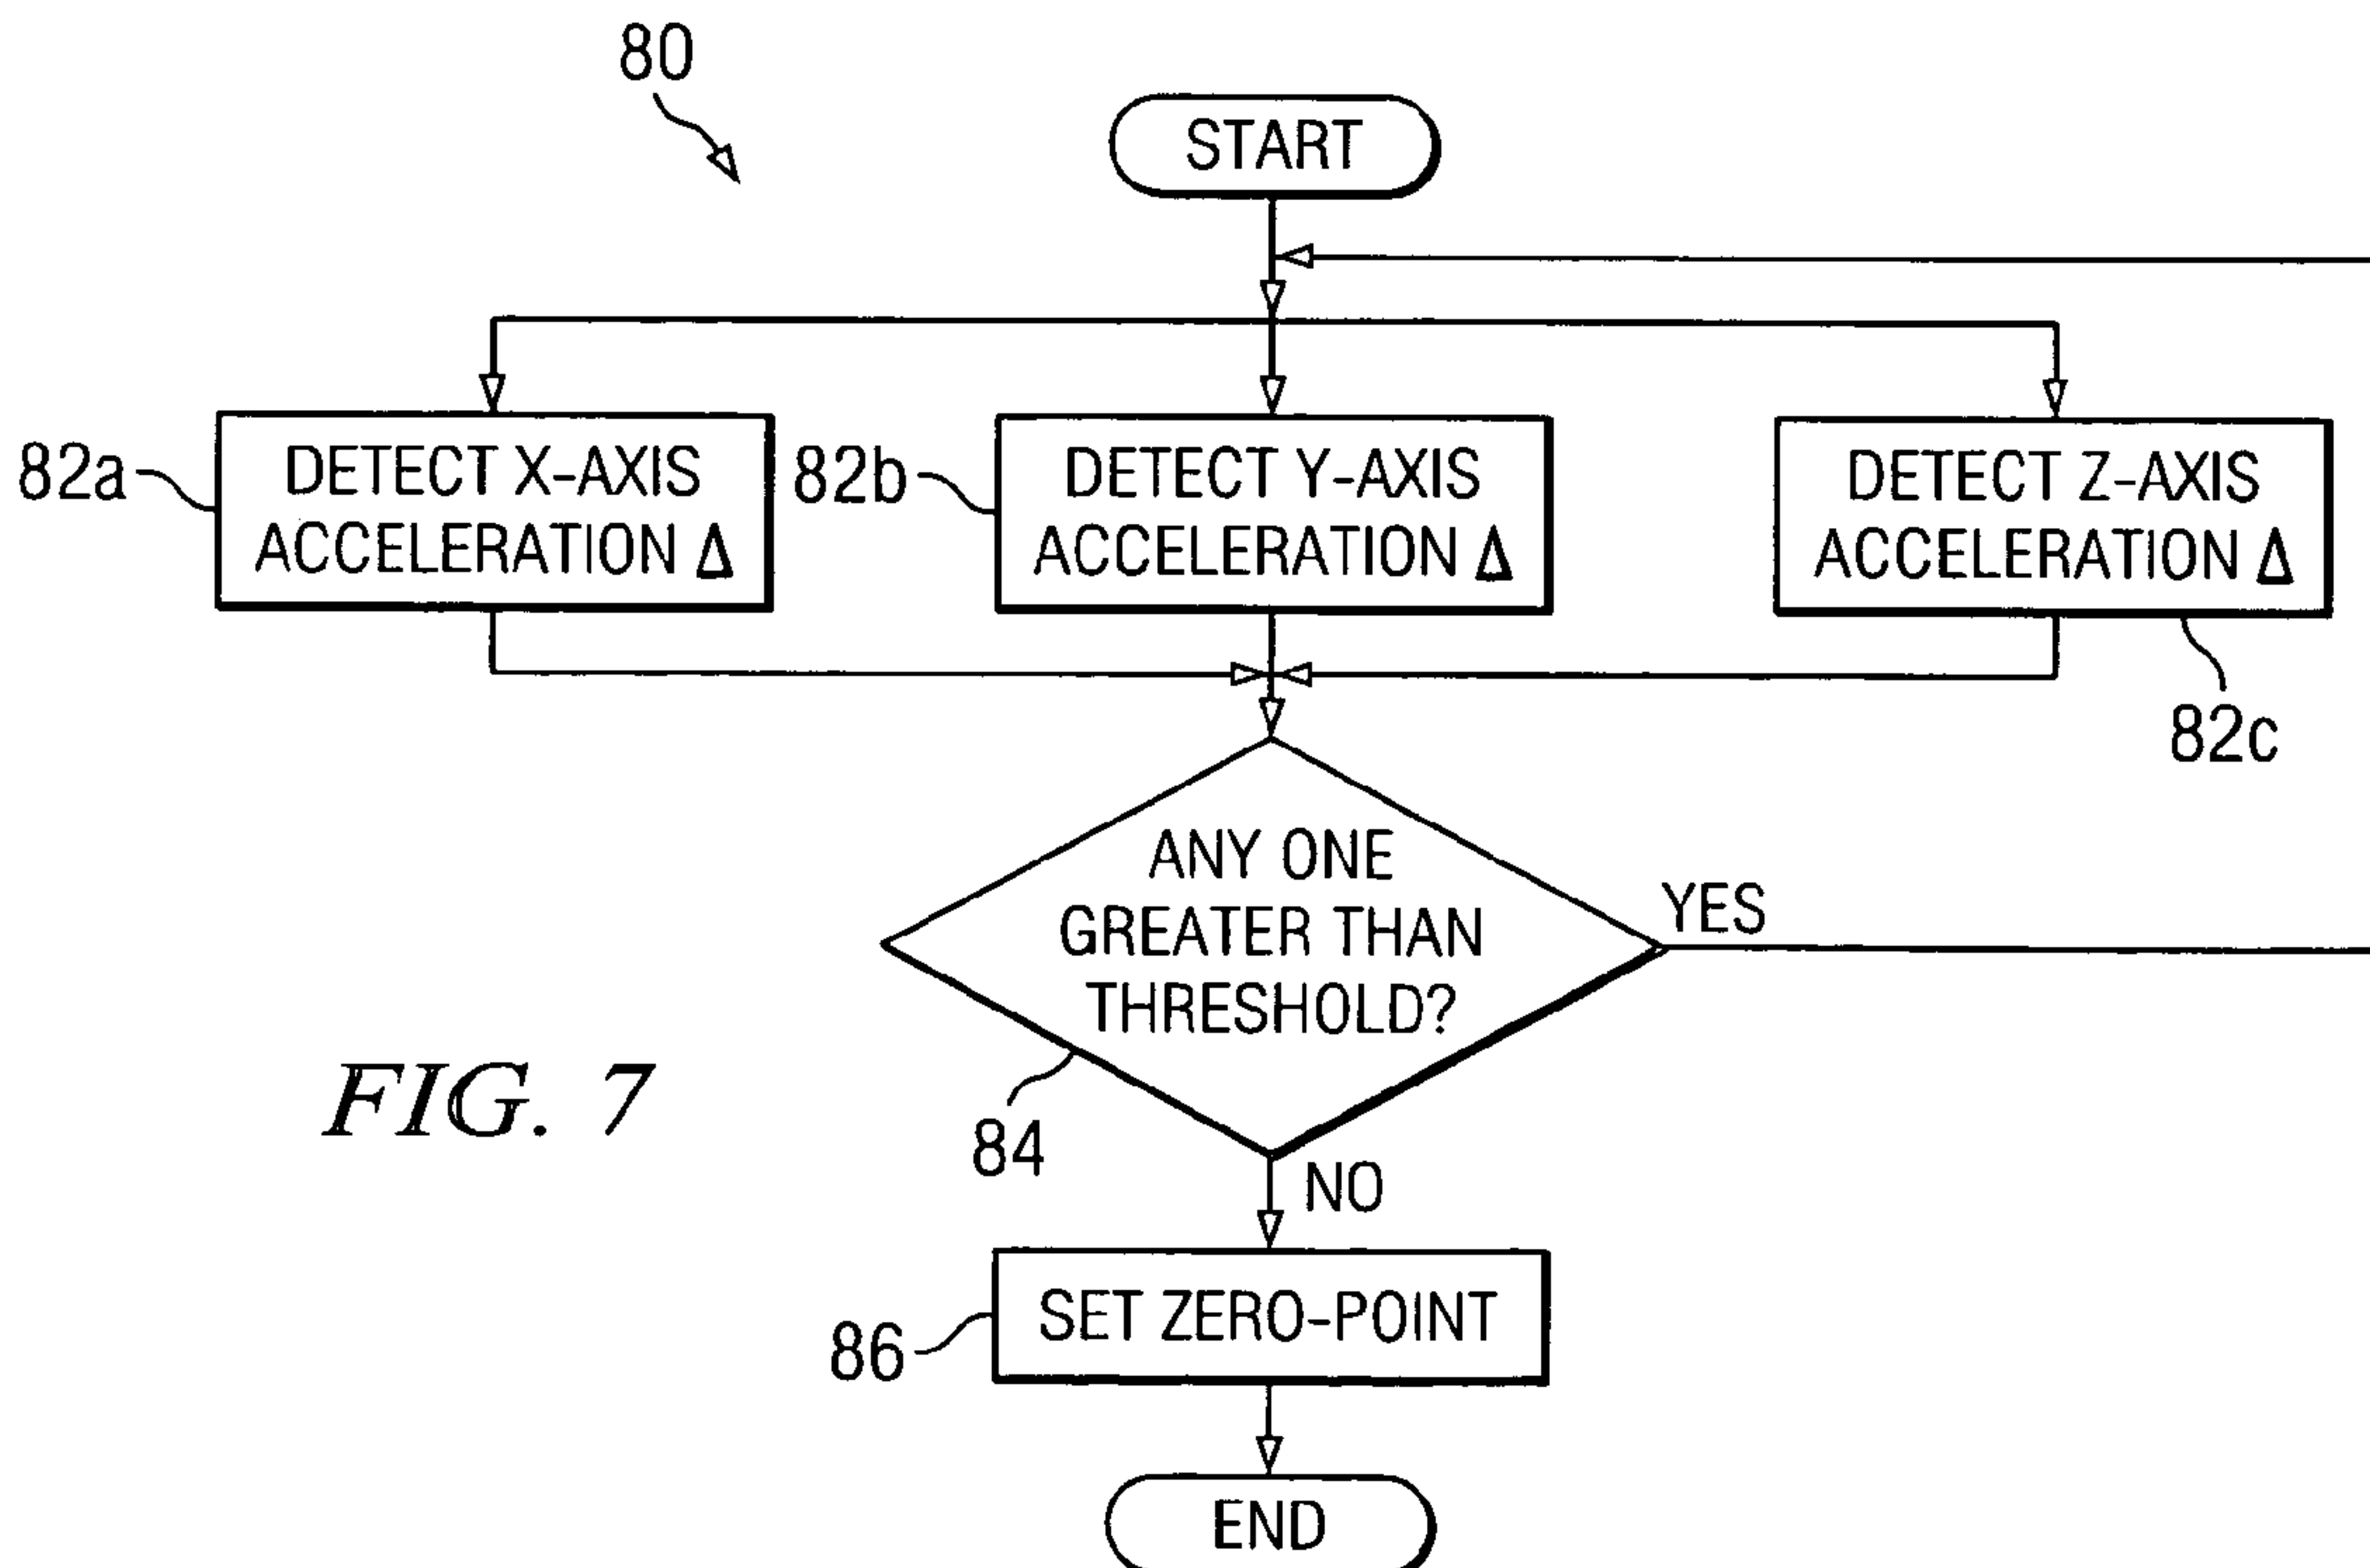 80
START
82a
DETECT X-AXIS
ACCELERATION Δ
82b
DETECT Y-AXIS
ACCELERATION Δ
DETECT Z-AXIS
ACCELERATION Δ
82c
ANY ONE
GREATER THAN
THRESHOLD?
YES
84
NO
FIG. 7
SET ZERO-POINT
86
END